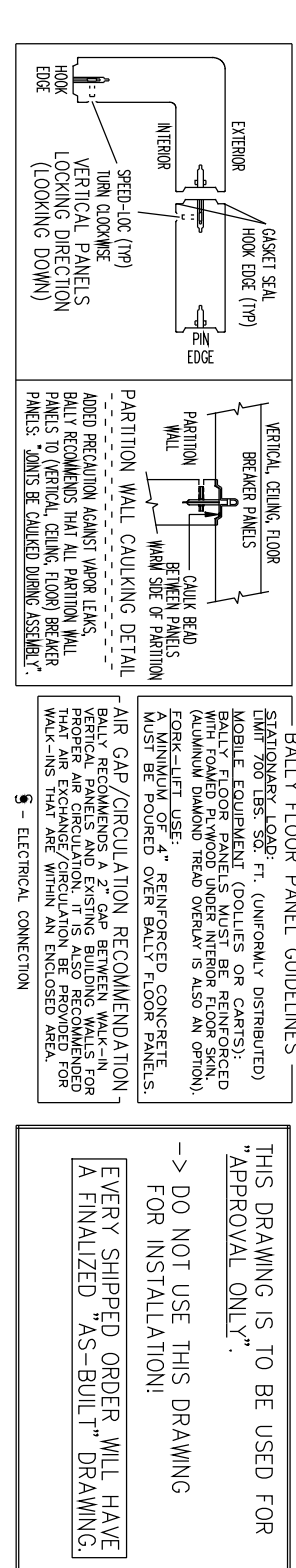 EXTERIOR
INTERIOR
GASKET SEAL
HOOK EDGE (TYP)
PIN
EDGE
SPEED-LOC (TYP)
TURN CLOCKWISE
HOOK
EDGE
VERTICAL PANELS
LOCKING DIRECTION
(LOOKING DOWN)
VERTICAL, CEILING, FLOOR
BREAKER PANELS
PARTITION
WALL
CAULK BEAD
BETWEEN PANELS
WARM SIDE OF PARTITION
PARTITION WALL CAULKING DETAIL
ADDED PRECAUTION AGAINST VAPOR LEAKS,
BALLY RECOMMENDS THAT ALL PARTITION WALL
PANELS TO (VERTICAL, CEILING, FLOOR) BREAKER
PANELS: "JOINTS BE CAULKED DURING ASSEMBLY".
BALLY FLOOR PANEL GUIDELINES
STATIONARY LOAD:
LIMIT 700 LBS. SQ. FT. (UNIFORMLY DISTRIBUTED)
MOBILE EQUIPMENT (DOLLIES OR CARTS):
BALLY FLOOR PANELS MUST BE REINFORCED
WITH FOAMED PLYWOOD UNDER INTERIOR FLOOR SKIN.
(ALUMINUM DIAMOND TREAD OVERLAY IS ALSO AN OPTION).
FORK-LIFT USE:
A MINIMUM OF 4" REINFORCED CONCRETE
MUST BE POURED OVER BALLY FLOOR PANELS.
AIR GAP/CIRCULATION RECOMMENDATION
BALLY RECOMMENDS A 2" GAP BETWEEN WALK-IN
VERTICAL PANELS AND EXISTING BUILDING WALLS FOR
PROPER AIR CIRCULATION. IT IS ALSO RECOMMENDED
THAT AIR EXCHANGE/CIRCULATION BE PROVIDED FOR
WALK-INS THAT ARE WITHIN AN ENCLOSED AREA.
- ELECTRICAL CONNECTION
THIS DRAWING IS TO BE USED FOR
"APPROVAL ONLY".
-> DO NOT USE THIS DRAWING
FOR INSTALLATION!
EVERY SHIPPED ORDER WILL HAVE
A FINALIZED "AS-BUILT" DRAWING.